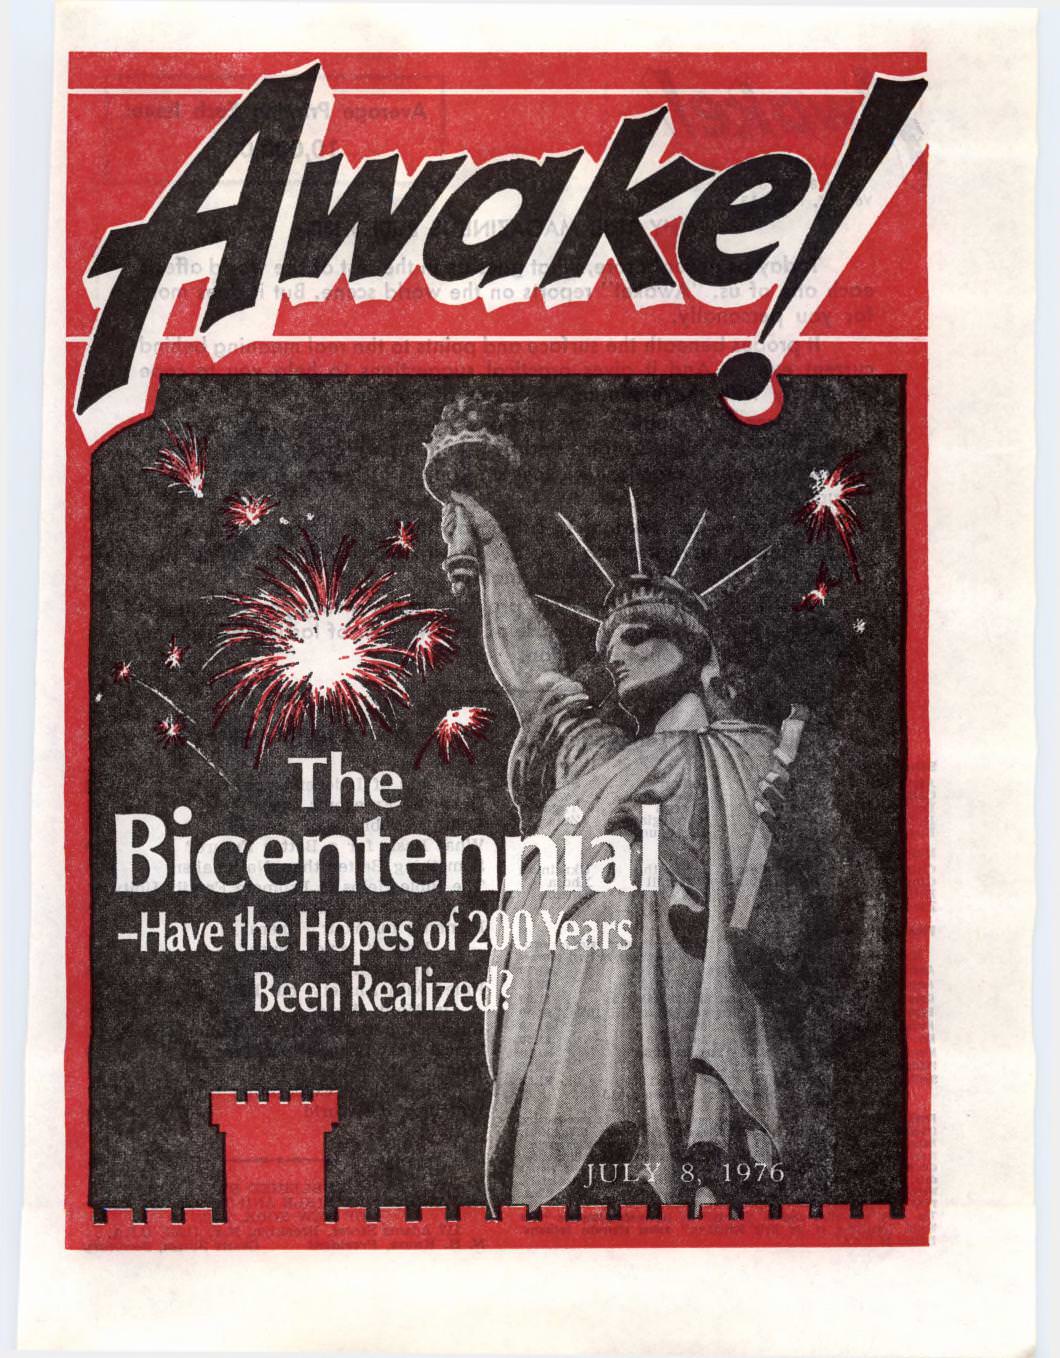 Awake!
The
Bicentennial
–Have the Hopes of 200 Years
Been Realized?
JULY 8, 1976